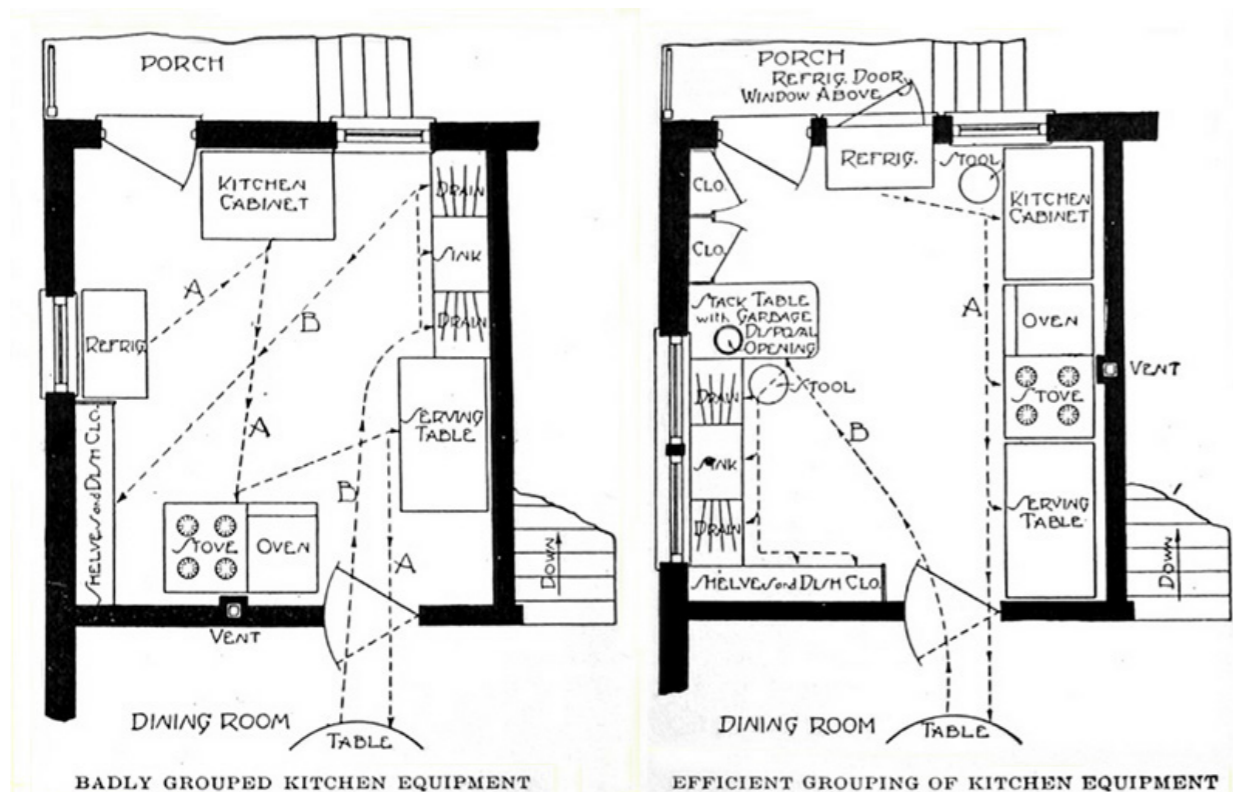 PORCH
KITCHEN
CABINET
DRAIN
SINK
DRAIN
A
B
REFRIG.
A
SERVING
TABLE
SHELVES and DISH CLO.
B
STOVE
OVEN
A
DOWN
VENT
DINING ROOM
TABLE
BADLY GROUPED KITCHEN EQUIPMENT
PORCH
REFRIG. DOOR
WINDOW ABOVE
REFRIG.
STOOL
CLO.
KITCHEN
CABINET
CLO.
STACK TABLE
with GARBAGE
DISPOSAL
OPENING
A
OVEN
VENT
STOOL
STOVE
DRAIN
B
SINK
SERVING
TABLE
DRAIN
DOWN
SHELVES and DISH CLO.
DINING ROOM
TABLE
EFFICIENT GROUPING OF KITCHEN EQUIPMENT